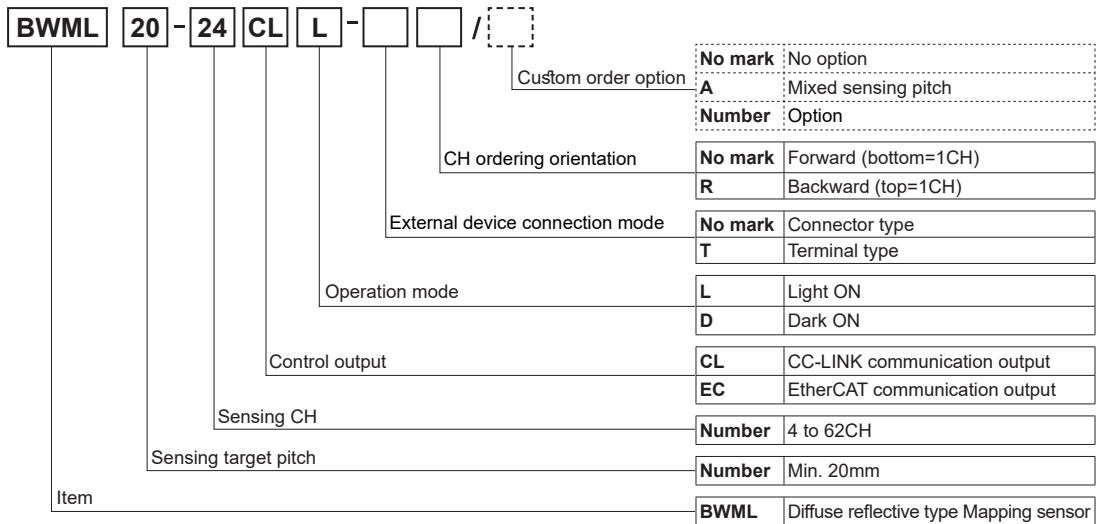 BWML 20 - 24 CL L - /
Custom order option
No mark No option
A Mixed sensing pitch
Number Option
CH ordering orientation
No mark Forward (bottom=1CH)
R Backward (top=1CH)
External device connection mode
No mark Connector type
T Terminal type
Operation mode
L Light ON
D Dark ON
Control output
CL CC-LINK communication output
EC EtherCAT communication output
Sensing CH
Number 4 to 62CH
Sensing target pitch
Number Min. 20mm
Item
BWML Diffuse reflective type Mapping sensor